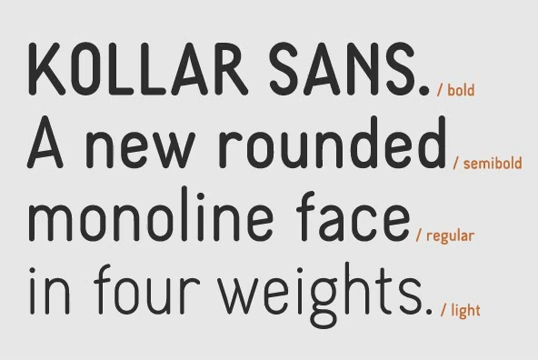 KOLLAR SANS. / bold
A new rounded / semibold
monoline face / regular
in four weights. / light